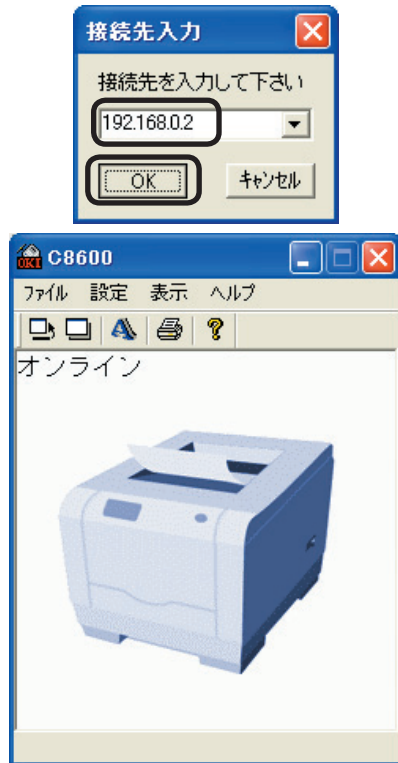 接続先入力
接続先を入力して下さい
192.168.0.2
OK
キャンセル
OKI C8600
ファイル 設定 表示 ヘルプ
オンライン